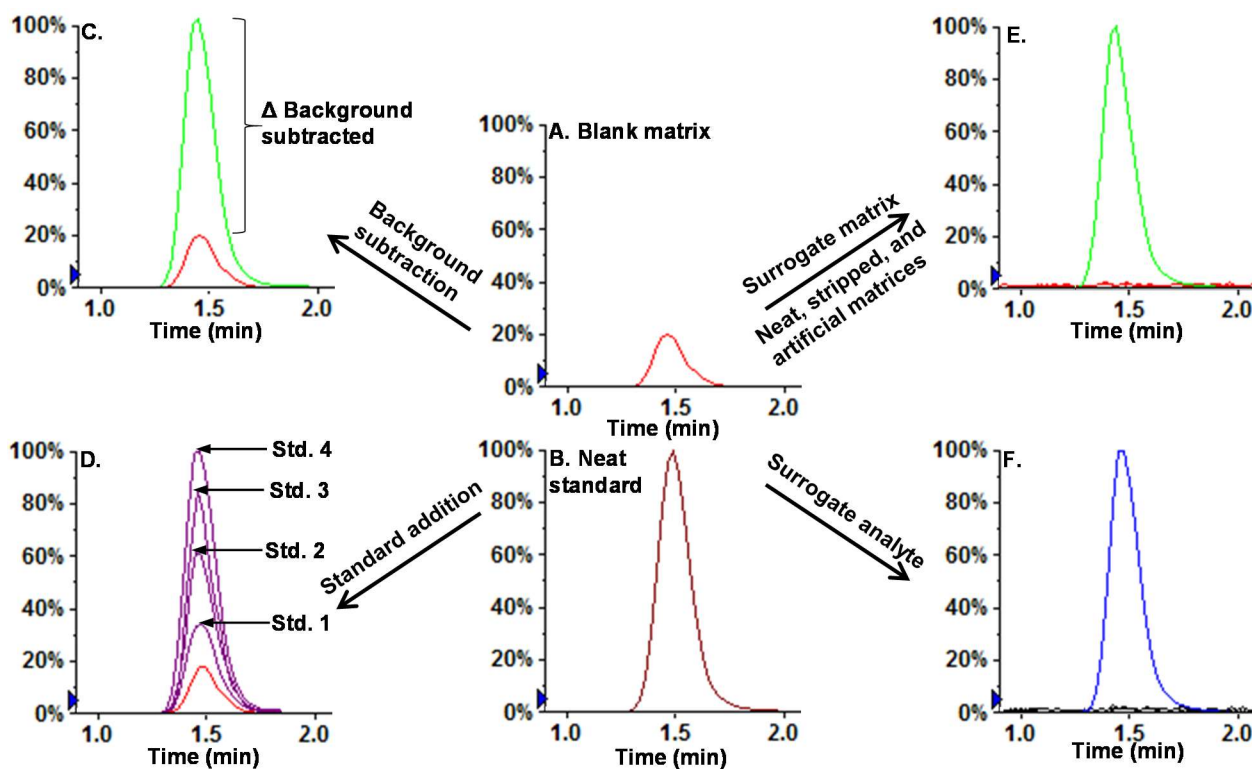 C.
100%
80%
60%
40%
20%
0%
Δ Background
subtracted
1.0 1.5 2.0
Time (min)
Background
subtraction
A. Blank matrix
100%
80%
60%
40%
20%
0%
1.0 1.5 2.0
Time (min)
Surrogate matrix
Neat, stripped, and
artificial matrices
E.
100%
80%
60%
40%
20%
0%
1.0 1.5 2.0
Time (min)
D.
100%
80%
60%
40%
20%
0%
Std. 4
Std. 3
Std. 2
Std. 1
1.0 1.5 2.0
Time (min)
Standard addition
B. Neat
standard
100%
80%
60%
40%
20%
0%
1.0 1.5 2.0
Time (min)
Surrogate analyte
F.
100%
80%
60%
40%
20%
0%
1.0 1.5 2.0
Time (min)